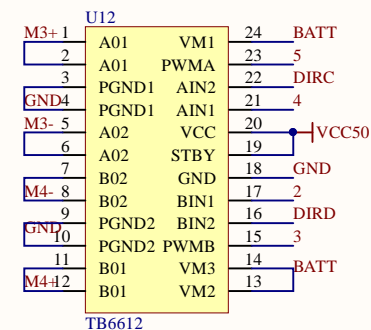 U12
M3+ 1 A01 VM1 24 BATT
2 A01 PWMA 23 5
3 PGND1 AIN2 22 DIRC
GND 4 PGND1 AIN1 21 4
M3- 5 A02 VCC 20 VCC50
6 A02 STBY 19
7 B02 GND 18 GND
M4- 8 B02 BIN1 17 2
9 PGND2 BIN2 16 DIRD
GND 10 PGND2 PWMB 15 3
11 B01 VM3 14 BATT
M4+ 12 B01 VM2 13
TB6612